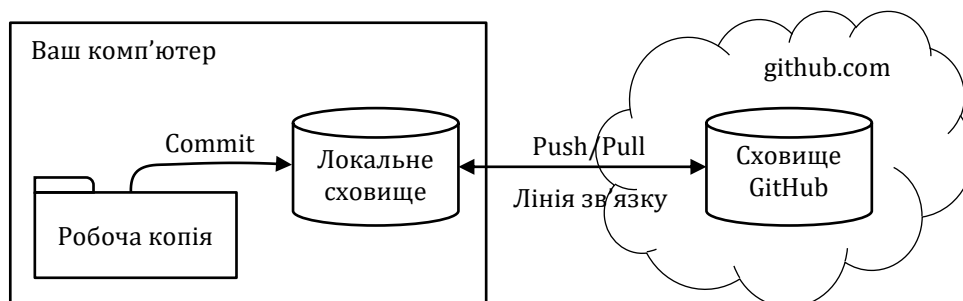 Ваш комп’ютер
github.com
Commit
Push/Pull
Локальне
сховище
Сховище
GitHub
Лінія зв’язку
Робоча копія